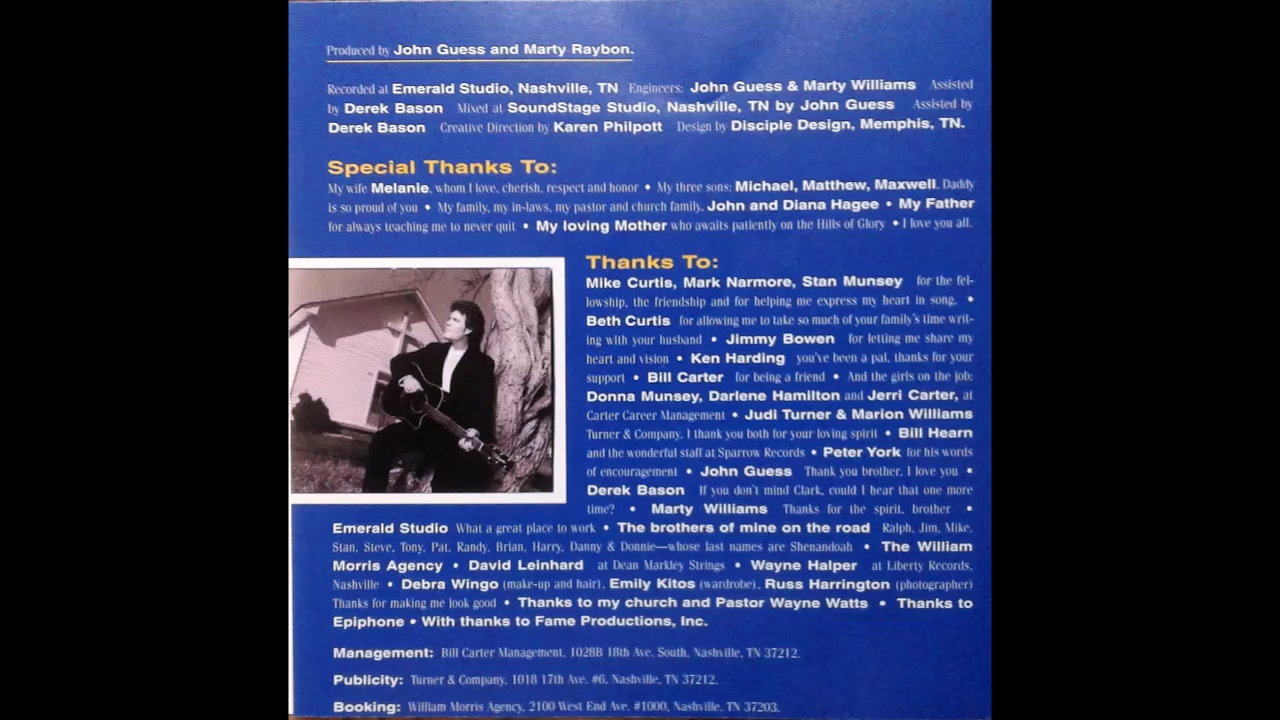 Produced by John Guess and Marty Raybon.
Recorded at Emerald Studio, Nashville, TN Engineers: John Guess & Marty Williams Assisted
by Derek Bason Mixed at SoundStage Studio, Nashville, TN by John Guess Assisted by
Derek Bason Creative Direction by Karen Philpott Design by Disciple Design, Memphis, TN.
Special Thanks To:
My wife Melanie, whom I love, cherish, respect and honor • My three sons: Michael, Matthew, Maxwell, Daddy
is so proud of you • My family, my in-laws, my pastor and church family, John and Diana Hagee • My Father
for always teaching me to never quit • My loving Mother who awaits patiently on the Hills of Glory • I love you all.
Thanks To:
Mike Curtis, Mark Narmore, Stan Munsey for the fel-
lowship, the friendship and for helping me express my heart in song. •
Beth Curtis for allowing me to take so much of your family's time writ-
ing with your husband • Jimmy Bowen for letting me share my
heart and vision • Ken Harding you've been a pal, thanks for your
support • Bill Carter for being a friend • And the girls on the job:
Donna Munsey, Darlene Hamilton and Jerri Carter, at
Carter Career Management • Judi Turner & Marion Williams
Turner & Company, I thank you both for your loving spirit • Bill Hearn
and the wonderful staff at Sparrow Records • Peter York for his words
of encouragement • John Guess Thank you brother, I love you •
Derek Bason If you don't mind Clark, could I hear that one more
time? • Marty Williams Thanks for the spirit, brother •
Emerald Studio What a great place to work • The brothers of mine on the road Ralph, Jim, Mike,
Stan, Steve, Tony, Pat, Randy, Brian, Harry, Danny & Donnie—whose last names are Shenandoah • The William
Morris Agency • David Leinhard at Dean Markley Strings • Wayne Halper at Liberty Records,
Nashville • Debra Wingo (make-up and hair), Emily Kitos (wardrobe), Russ Harrington (photographer)
Thanks for making me look good • Thanks to my church and Pastor Wayne Watts • Thanks to
Epiphone • With thanks to Fame Productions, Inc.
Management: Bill Carter Management, 1028B 18th Ave. South, Nashville, TN 37212.
Publicity: Turner & Company, 1018 17th Ave. #6, Nashville, TN 37212.
Booking: William Morris Agency, 2100 West End Ave. #1000, Nashville, TN 37203.